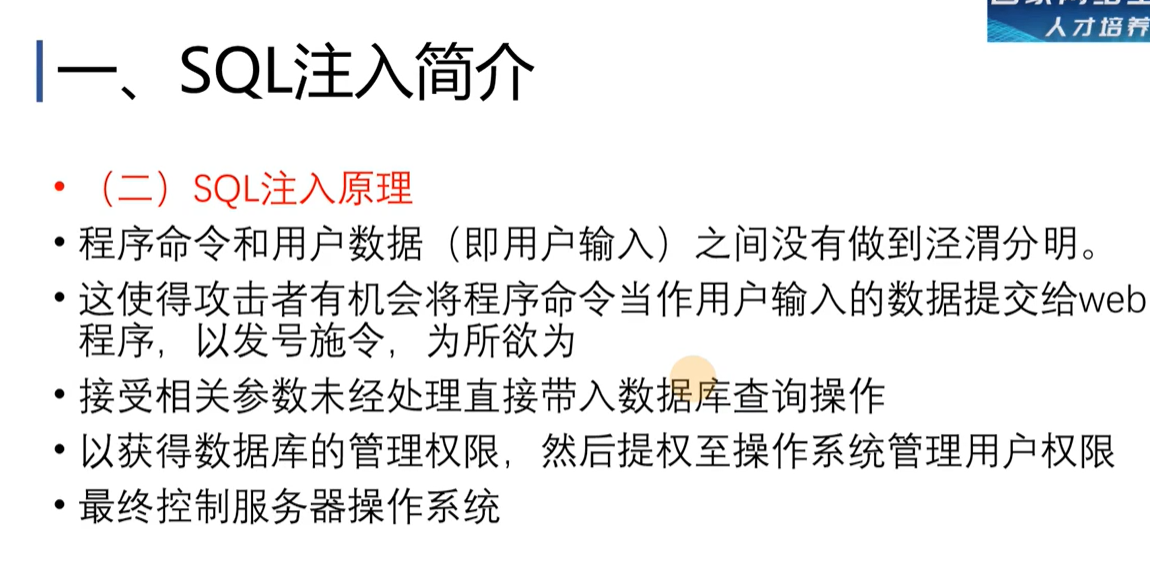 人才培养
一、SQL注入简介
• （二）SQL注入原理
• 程序命令和用户数据（即用户输入）之间没有做到泾渭分明。
• 这使得攻击者有机会将程序命令当作用户输入的数据提交给web
程序，以发号施令，为所欲为
• 接受相关参数未经处理直接带入数据库查询操作
• 以获得数据库的管理权限，然后提权至操作系统管理用户权限
• 最终控制服务器操作系统